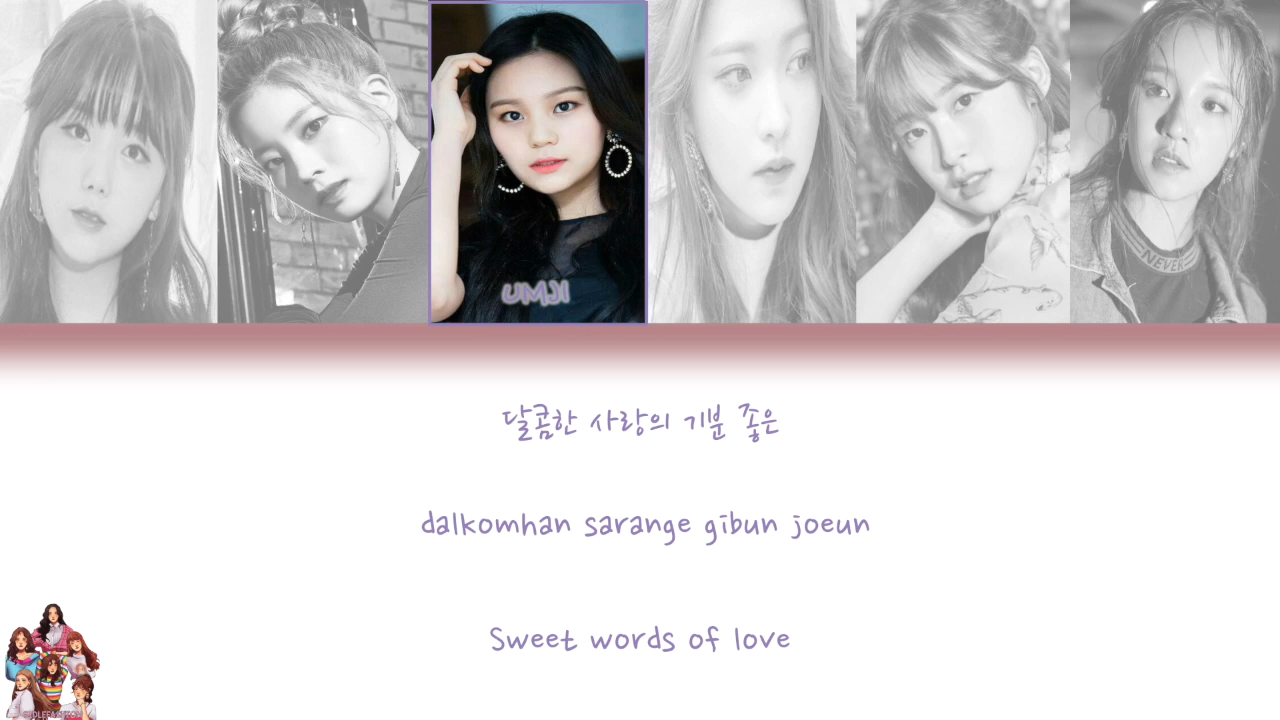 NEVER
UMJI
달콤한 사랑의 기분 좋은
dalkomhan sarange gibun joeun
Sweet words of love